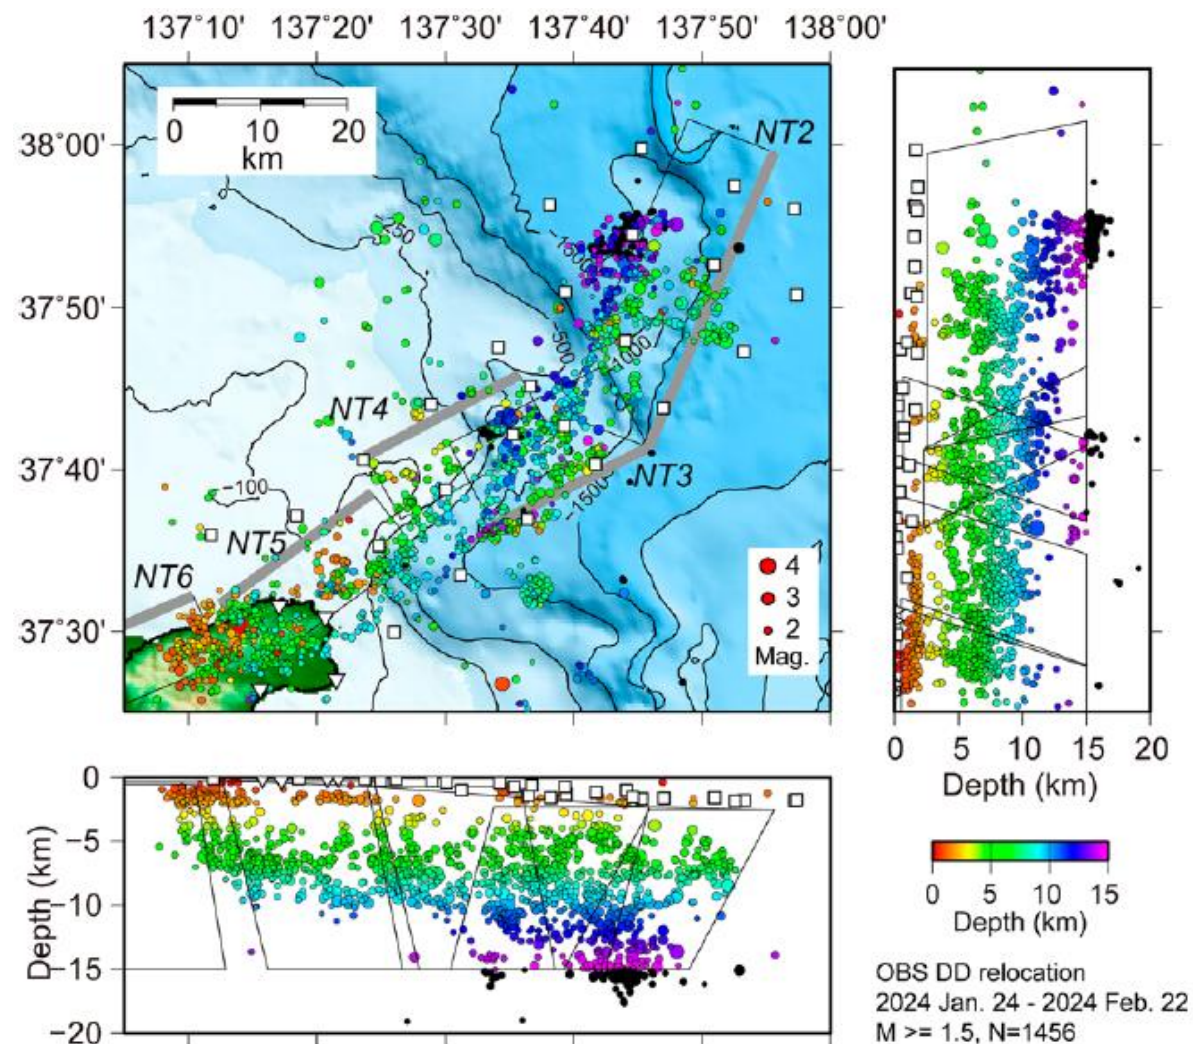 137°10' 137°20' 137°30' 137°40' 137°50' 138°00'
38°00'
37°50'
37°40'
37°30'
0 10 20
km
NT2
NT4
NT3
NT5
NT6
−50
−1500
−500
−1000
−100
−1500
4
3
2
Mag.
0 5 10 15 20
Depth (km)
0
−5
−10
−15
−20
Depth (km)
0 5 10 15
Depth (km)
OBS DD relocation
2024 Jan. 24 - 2024 Feb. 22
M >= 1.5, N=1456